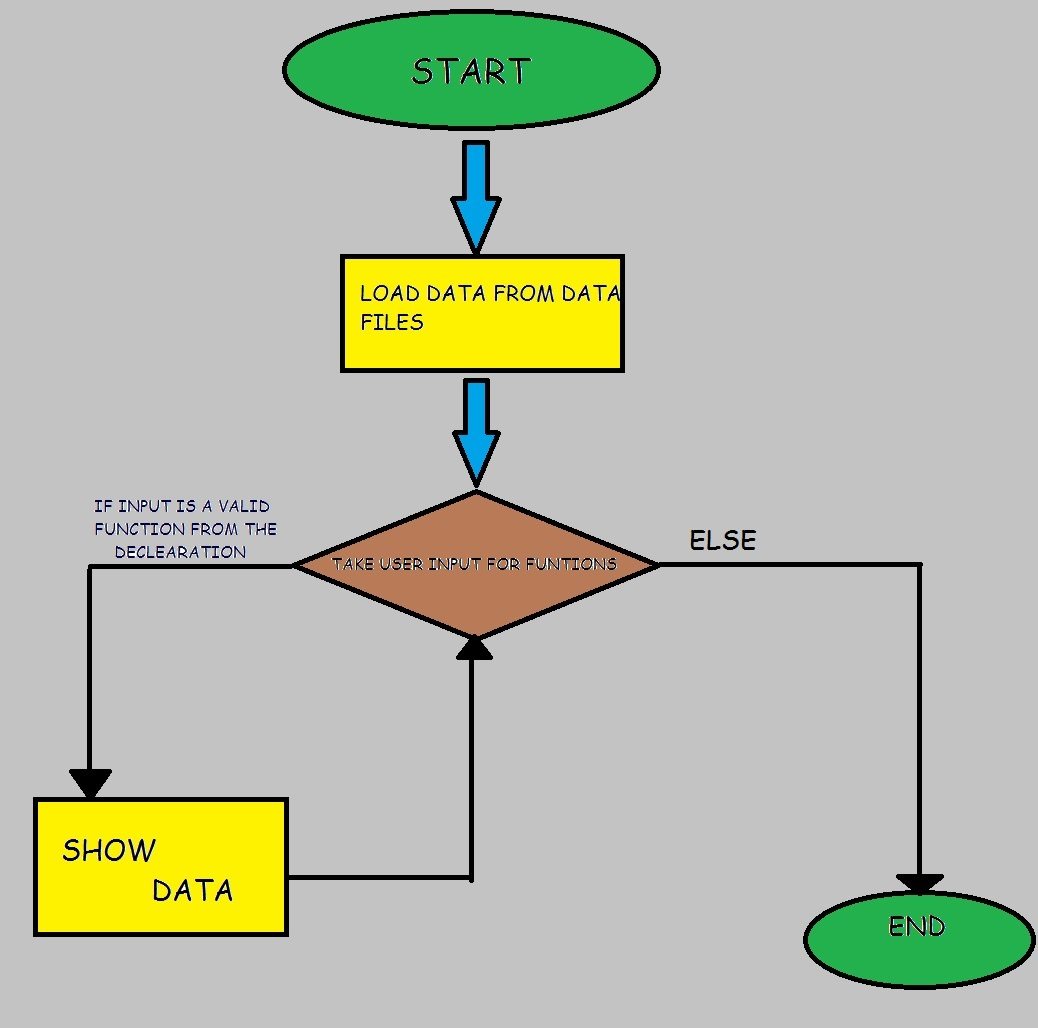 START
LOAD DATA FROM DATA
FILES
IF INPUT IS A VALID
FUNCTION FROM THE
DECLEARATION
TAKE USER INPUT FOR FUNTIONS
ELSE
SHOW
DATA
END